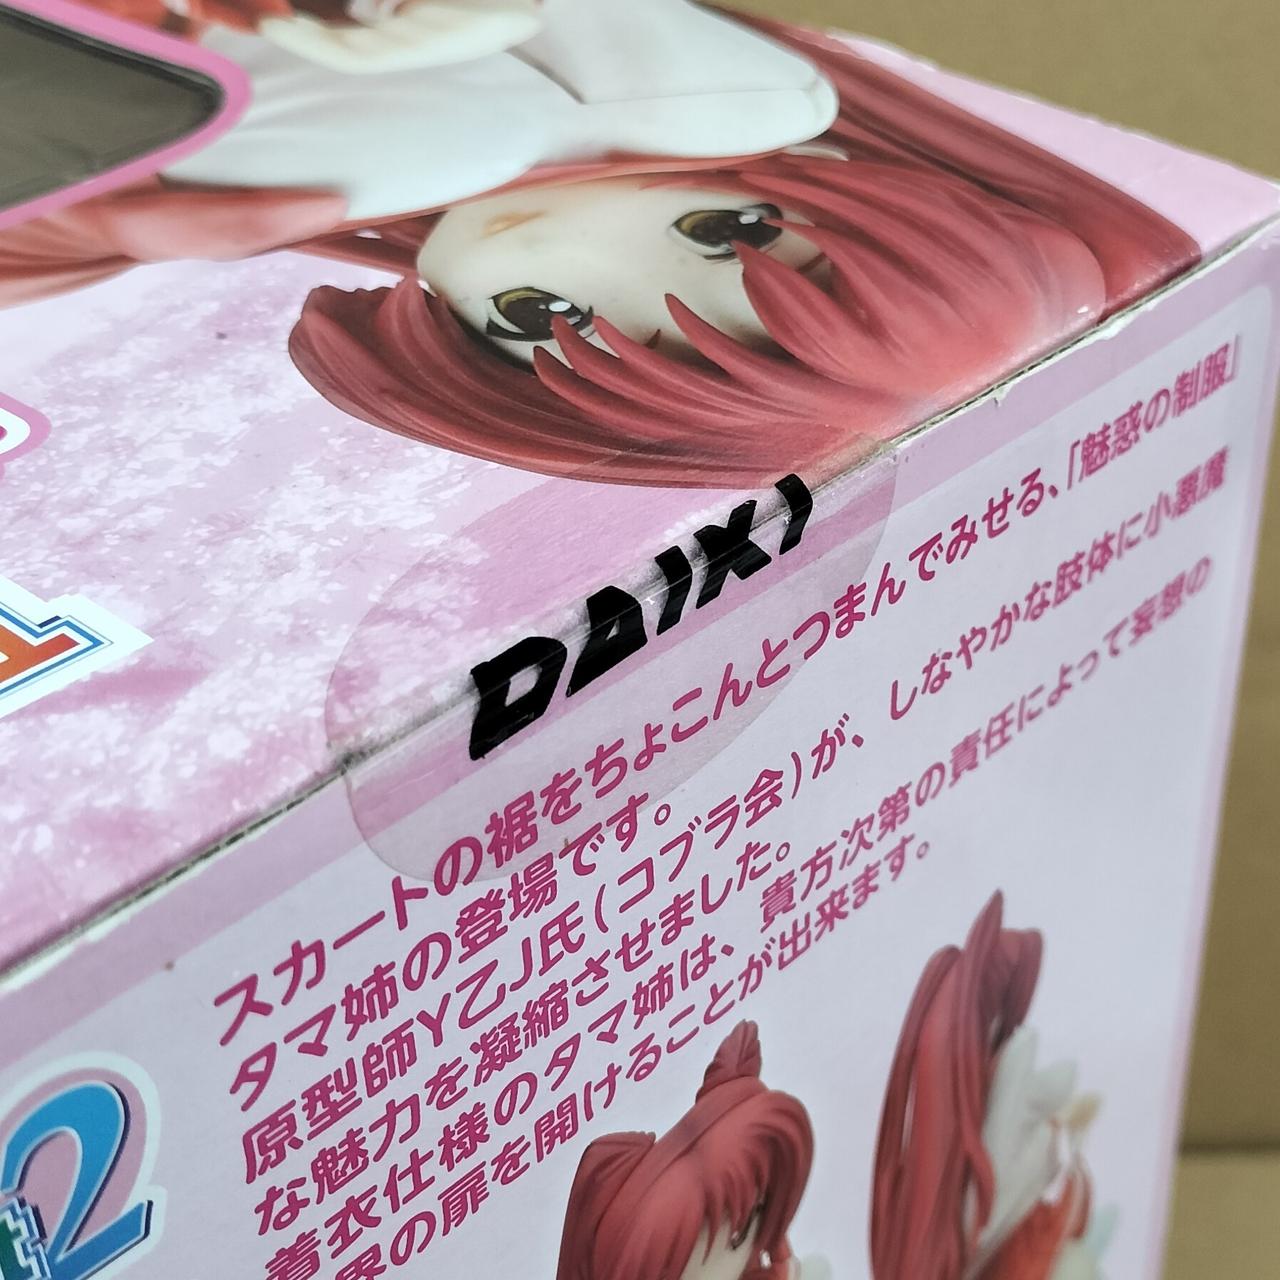 DAIKI
スカートの裾をちょこんとつまんでみせる、「魅惑の制服」
タマ姉の登場です。
原型師Y乙J氏(コブラ会)が、しなやかな肢体に小悪魔
な魅力を凝縮させました。
着衣仕様のタマ姉は、貴方次第の責任によって妄想の
界の扉を開けることが出来ます。
2